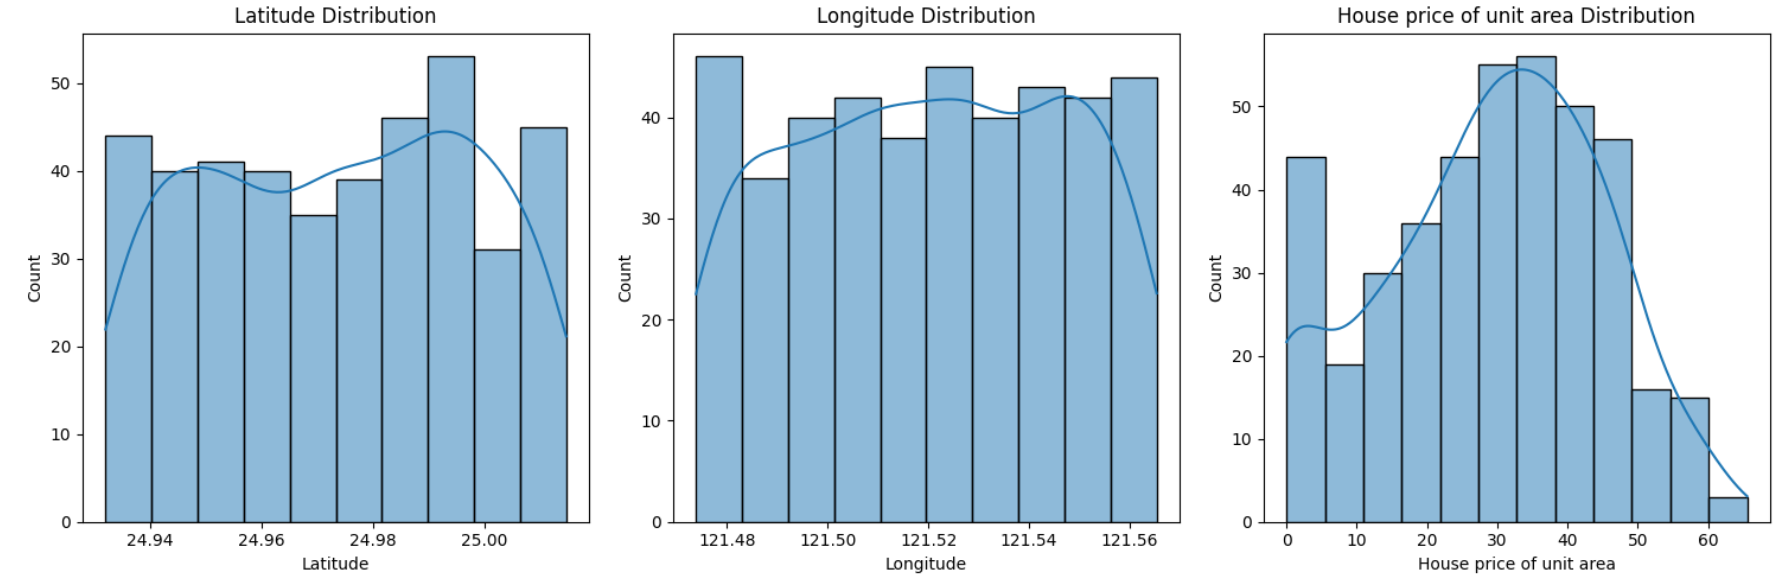 Latitude Distribution
Count
50
40
30
20
10
0
24.94 24.96 24.98 25.00
Latitude
Longitude Distribution
Count
40
30
20
10
0
121.48 121.50 121.52 121.54 121.56
Longitude
House price of unit area Distribution
Count
50
40
30
20
10
0
0 10 20 30 40 50 60
House price of unit area